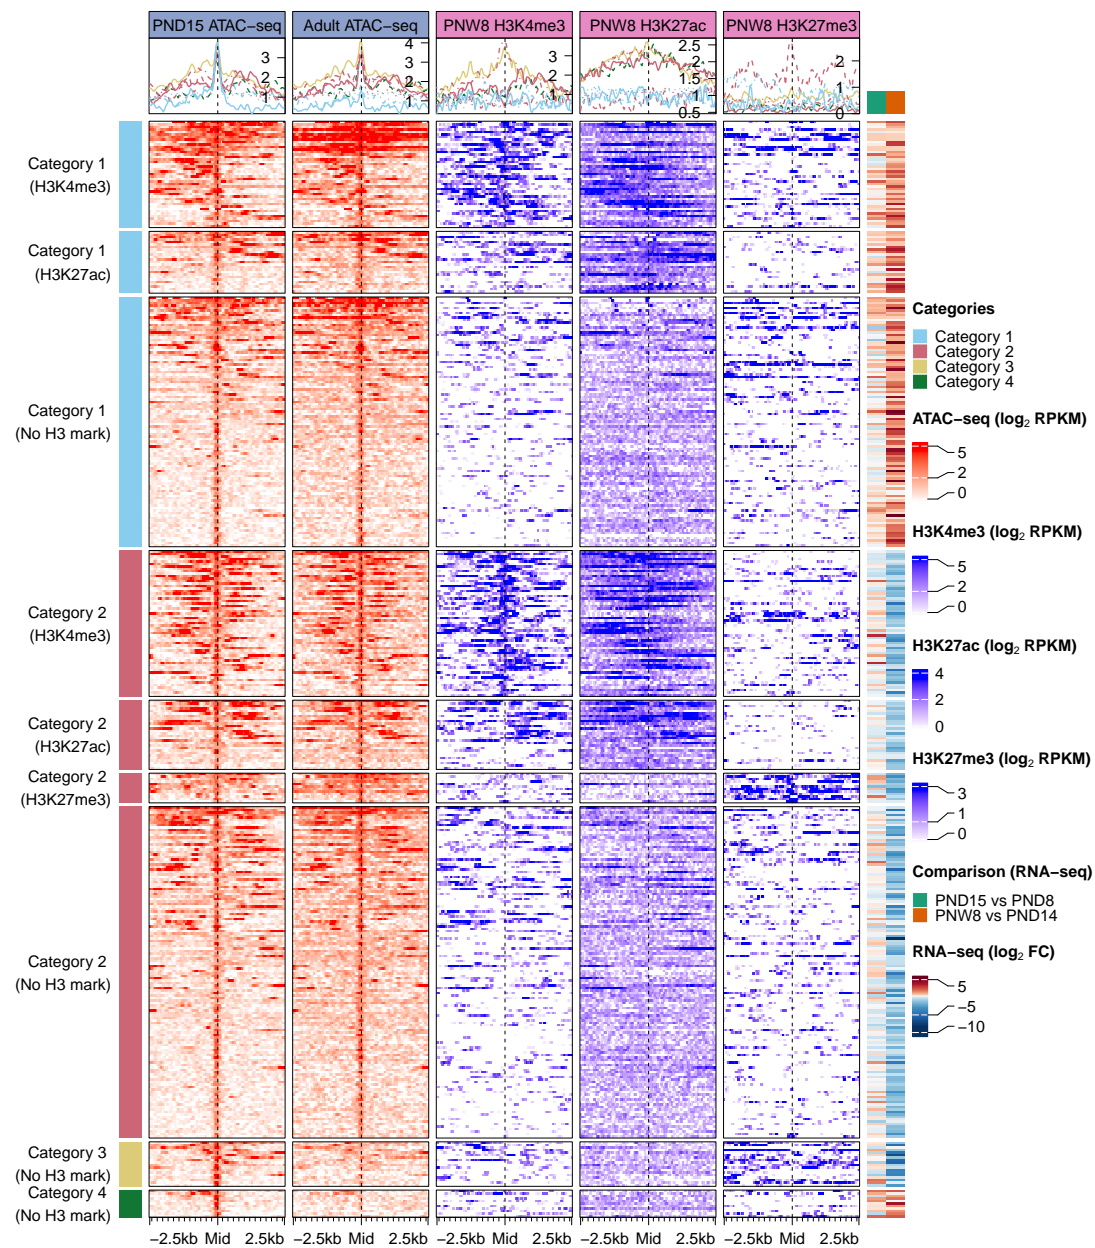 PND15 ATAC−seq
Adult ATAC−seq
PNW8 H3K4me3
PNW8 H3K27ac
PNW8 H3K27me3
3
2
1
4
3
2
1
3
2
1
2.5
2
1.5
1
0.5
2
1
0
Category 1
(H3K4me3)
Category 1
(H3K27ac)
Category 1
(No H3 mark)
Category 2
(H3K4me3)
Category 2
(H3K27ac)
Category 2
(H3K27me3)
Category 2
(No H3 mark)
Category 3
(No H3 mark)
Category 4
(No H3 mark)
−2.5kb Mid 2.5kb
−2.5kb Mid 2.5kb
−2.5kb Mid 2.5kb
−2.5kb Mid 2.5kb
−2.5kb Mid 2.5kb
Categories
Category 1
Category 2
Category 3
Category 4
ATAC−seq (log₂ RPKM)
5
2
0
H3K4me3 (log₂ RPKM)
5
2
0
H3K27ac (log₂ RPKM)
4
2
0
H3K27me3 (log₂ RPKM)
3
1
0
Comparison (RNA−seq)
PND15 vs PND8
PNW8 vs PND14
RNA−seq (log₂ FC)
5
−5
−10